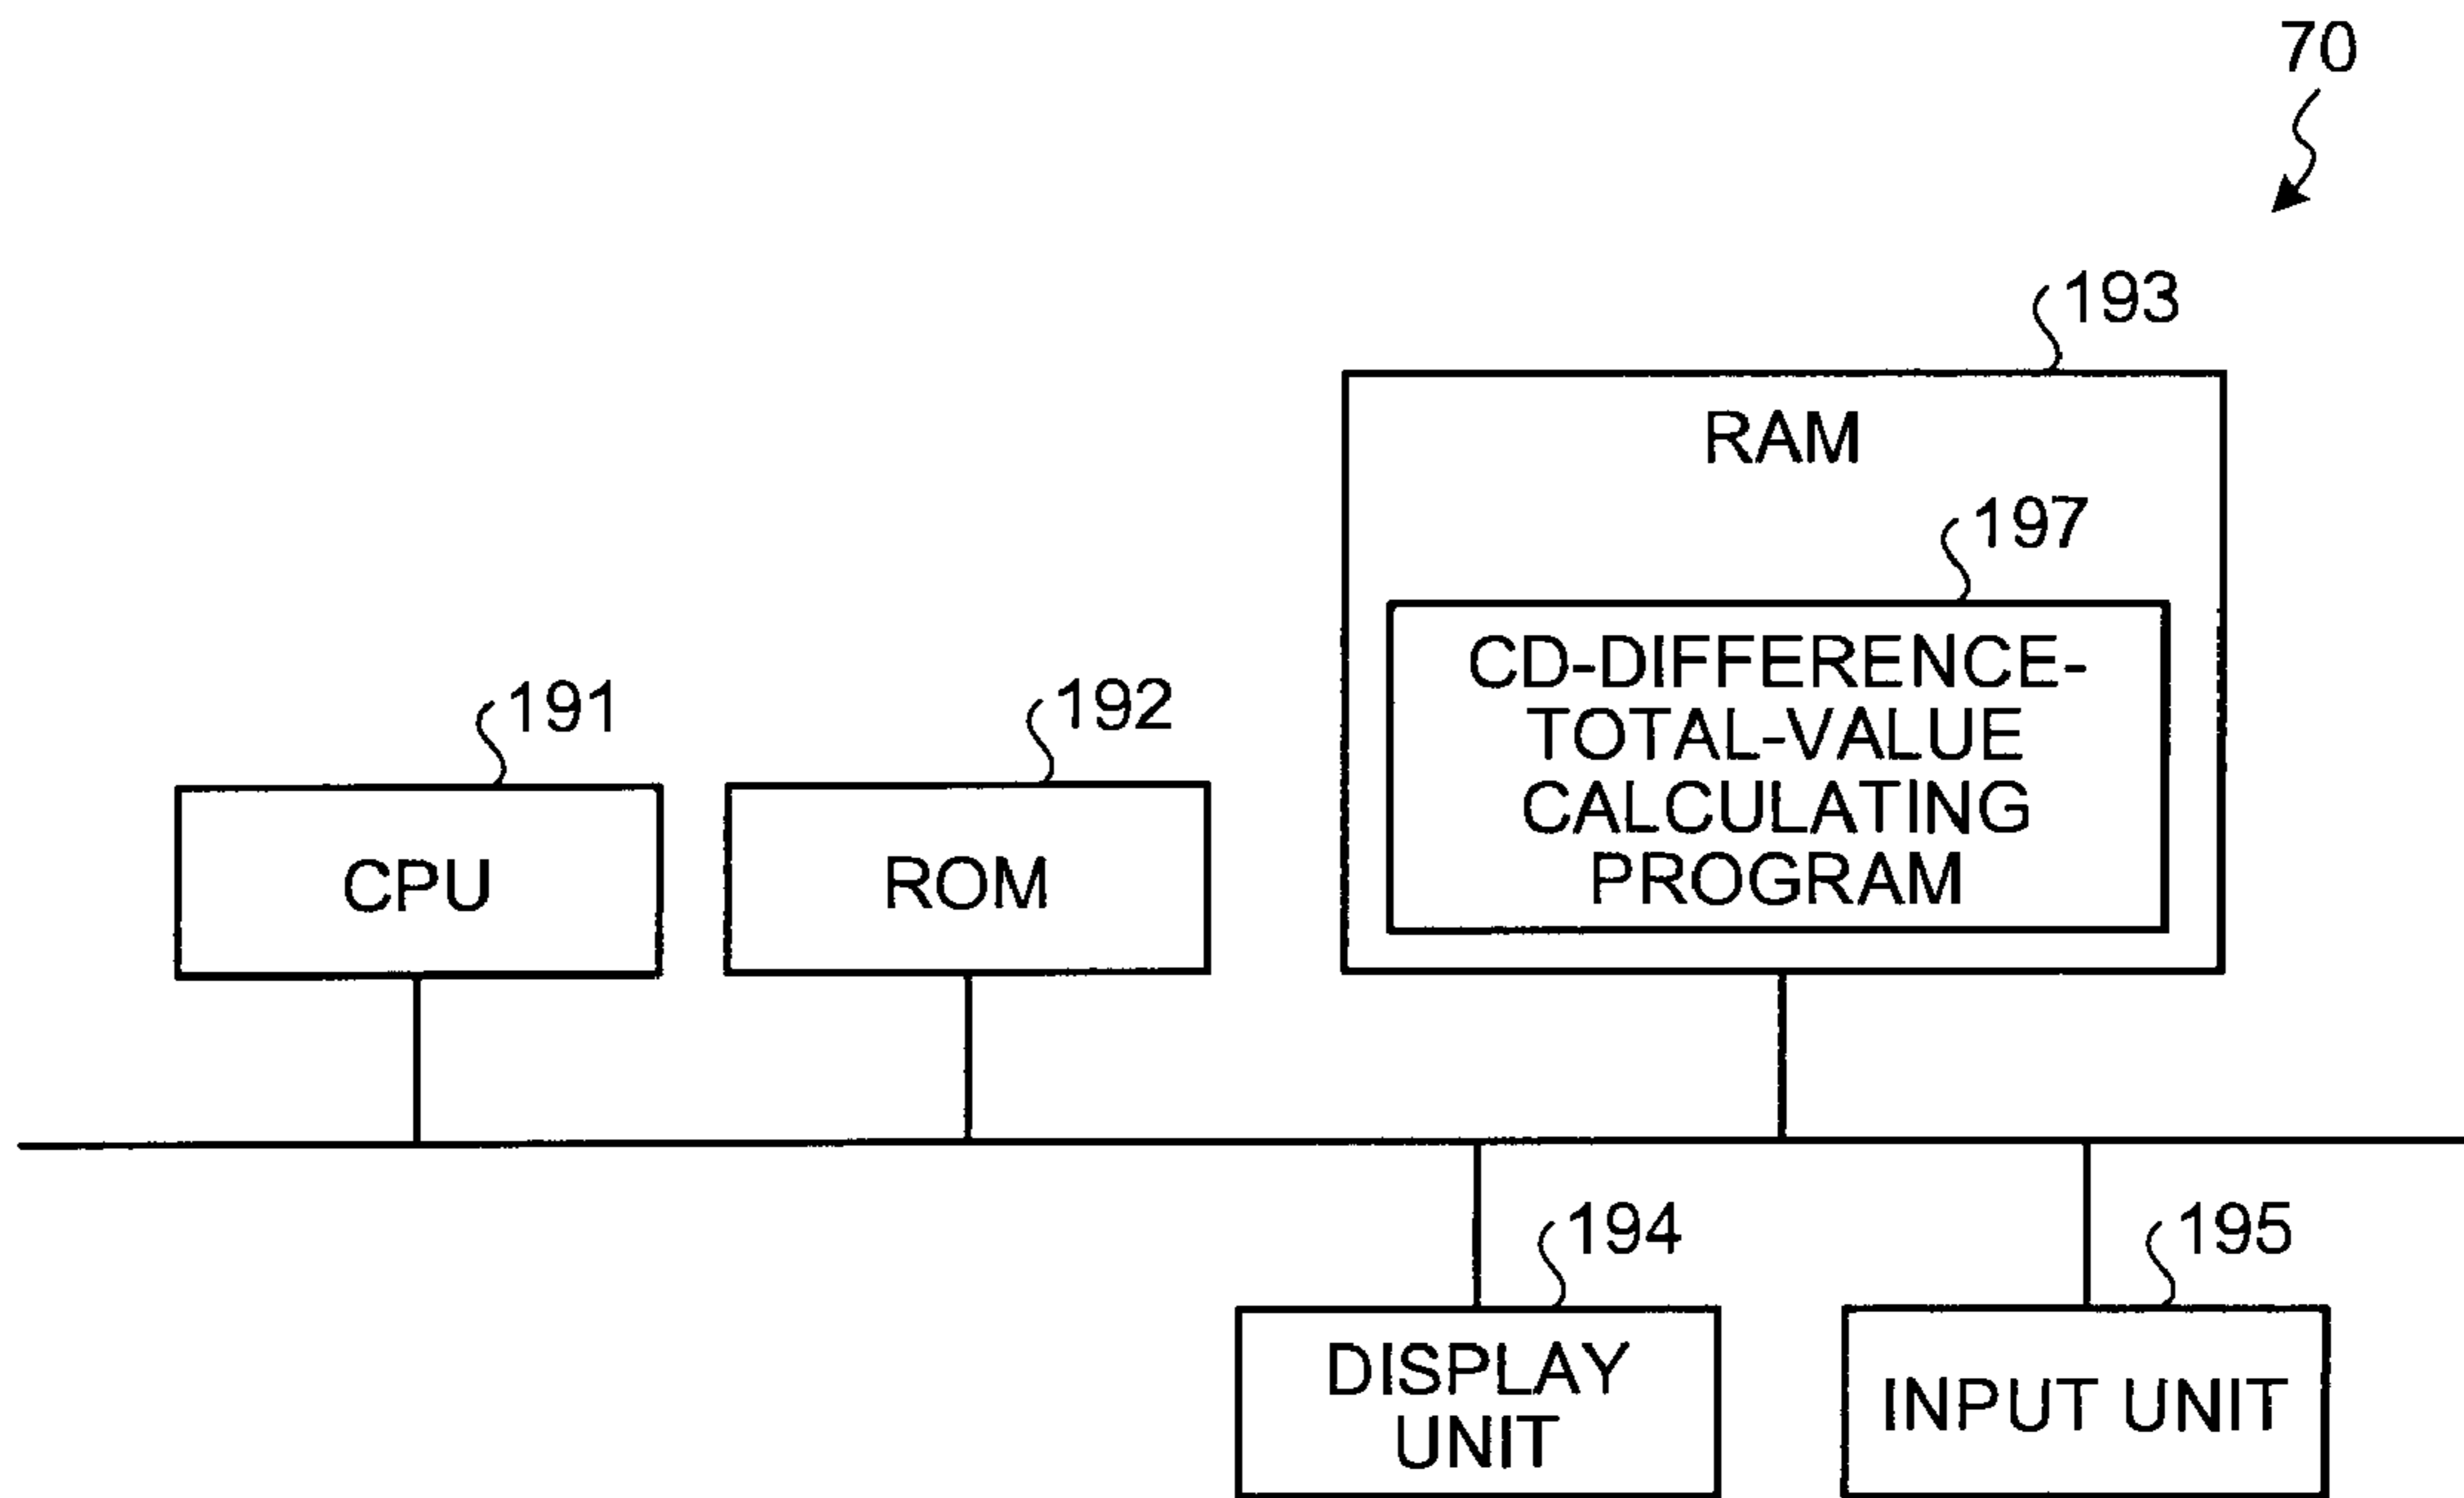 70
193
RAM
197
CD-DIFFERENCE-
TOTAL-VALUE
CALCULATING
PROGRAM
191
CPU
192
ROM
194
DISPLAY
UNIT
195
INPUT UNIT